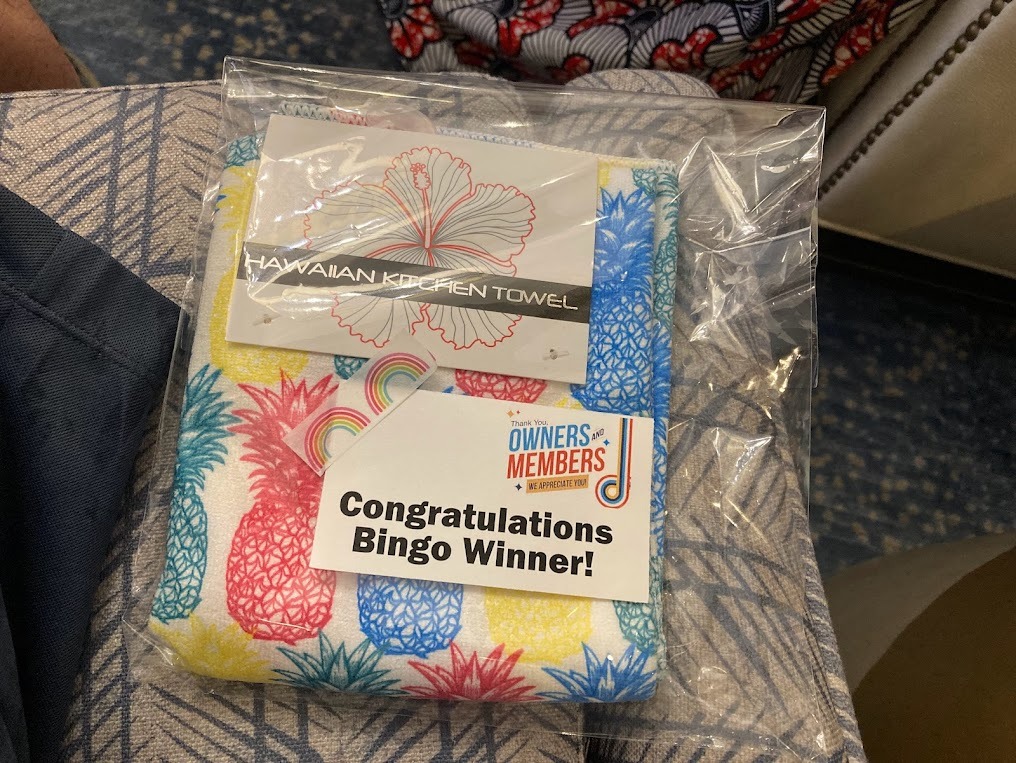 HAWAIIAN KITCHEN TOWEL
Thank You,
OWNERS AND
MEMBERS
WE APPRECIATE YOU!
Congratulations
Bingo Winner!